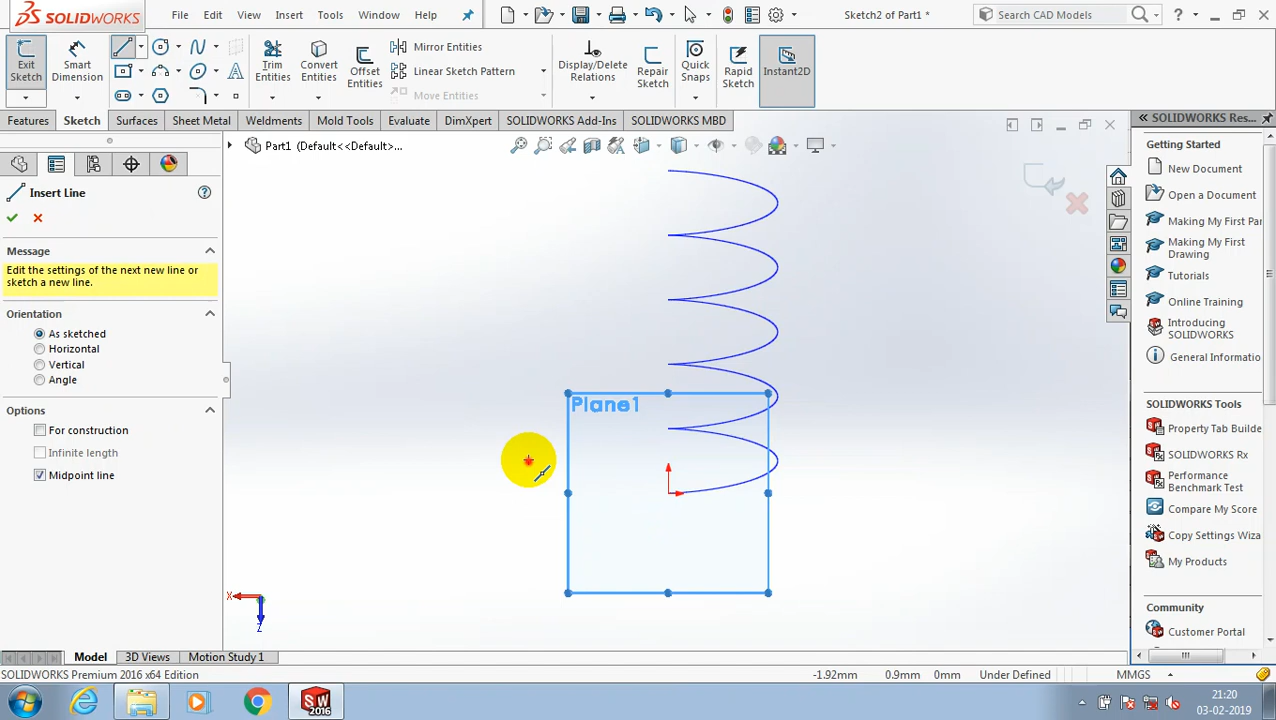 SOLIDWORKS
File
Edit
View
Insert
Tools
Window
Help
Sketch2 of Part1 *
Search CAD Models
Exit Sketch
Smart Dimension
Trim Entities
Convert Entities
Offset Entities
Mirror Entities
Linear Sketch Pattern
Move Entities
Display/Delete Relations
Repair Sketch
Quick Snaps
Rapid Sketch
Instant2D
Features
Sketch
Surfaces
Sheet Metal
Weldments
Mold Tools
Evaluate
DimXpert
SOLIDWORKS Add-Ins
SOLIDWORKS MBD
Part1 (Default<<Default>...
Insert Line
Message
Edit the settings of the next new line or
sketch a new line.
Orientation
As sketched
Horizontal
Vertical
Angle
Options
For construction
Infinite length
Midpoint line
Plane1
X
Z
SOLIDWORKS Res...
Getting Started
New Document
Open a Document
Making My First Par
Making My First
Drawing
Tutorials
Online Training
Introducing
SOLIDWORKS
General Informatio
SOLIDWORKS Tools
Property Tab Builde
SOLIDWORKS Rx
Performance
Benchmark Test
Compare My Score
Copy Settings Wiza
My Products
Community
Customer Portal
Model
3D Views
Motion Study 1
SOLIDWORKS Premium 2016 x64 Edition
-1.92mm
0.9mm
0mm
Under Defined
MMGS
SW
2016
21:20
03-02-2019